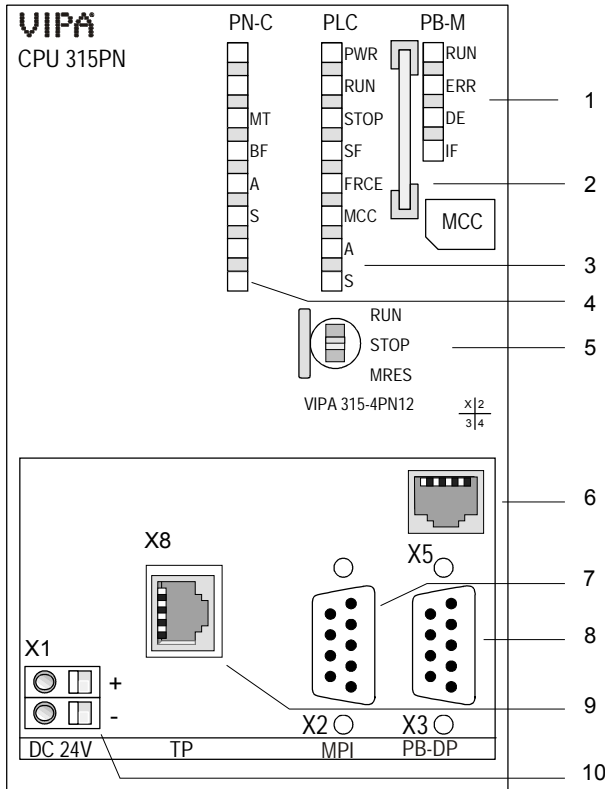 VIPA PN-C PLC PB-M
CPU 315PN
PWR RUN
RUN ERR 1
MT STOP DE
BF SF IF
2
A FRCE
S MCC MCC
A 3
S
4
RUN
STOP 5
MRES
VIPA 315-4PN12 X 2
3 4
6
X8 X5
7
8
X1
+
9
-
X2 X3
DC 24V TP MPI PB-DP
10